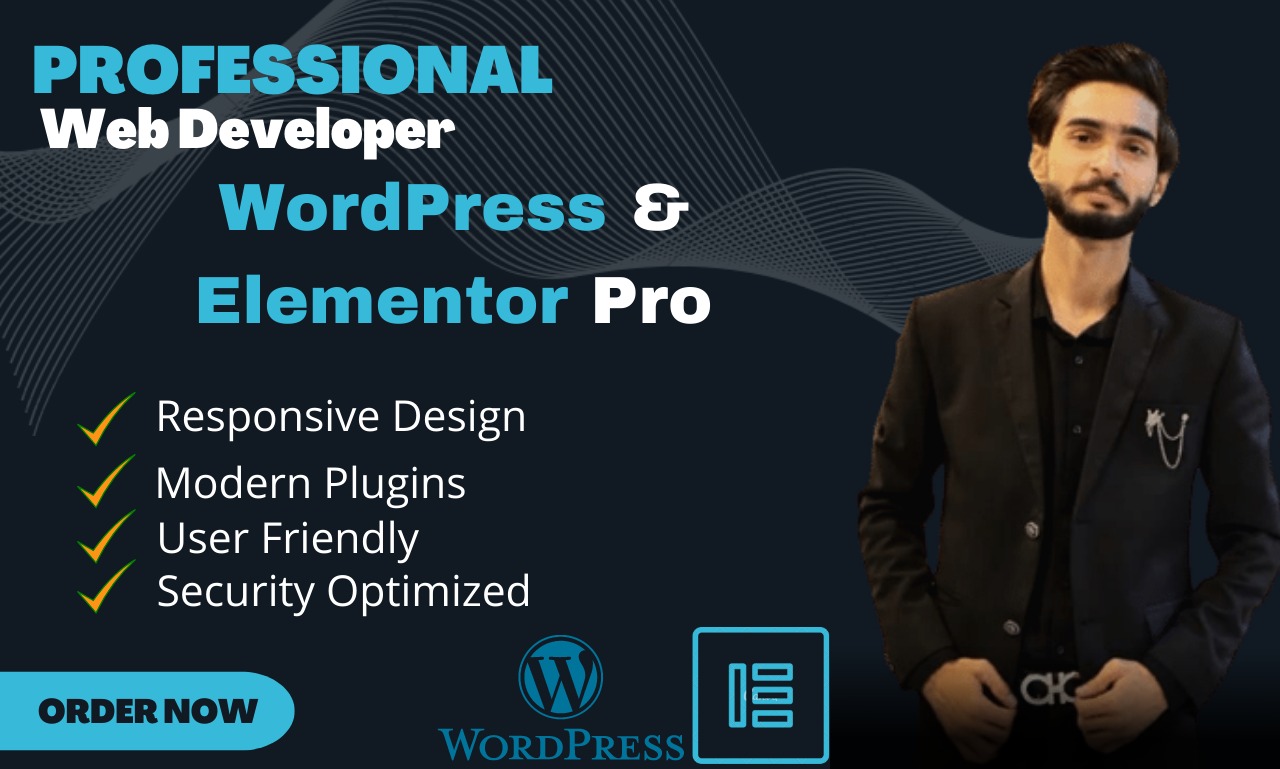 PROFESSIONAL
Web Developer
WordPress &
Elementor Pro
Responsive Design
Modern Plugins
User Friendly
Security Optimized
ORDER NOW
WORDPRESS